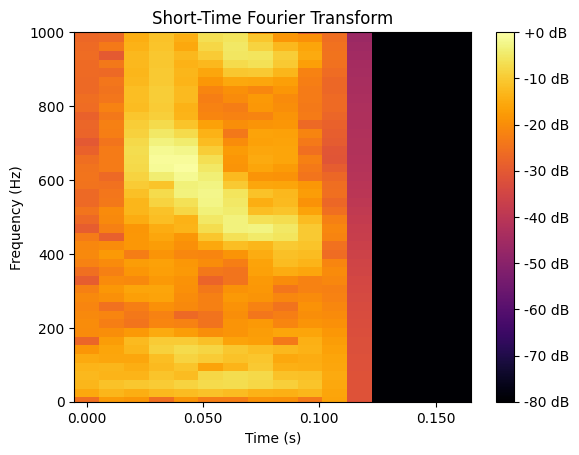 Short-Time Fourier Transform
1000
800
600
400
200
0
Frequency (Hz)
0.000
0.050
0.100
0.150
Time (s)
+0 dB
-10 dB
-20 dB
-30 dB
-40 dB
-50 dB
-60 dB
-70 dB
-80 dB